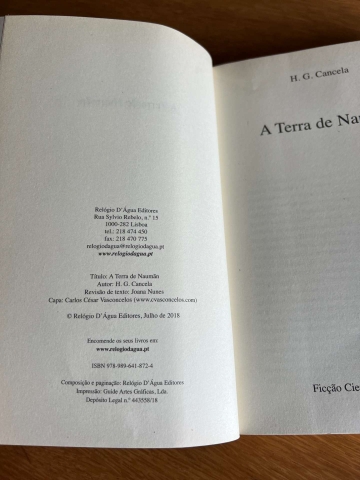 Relógio D'Água Editores
Rua Sylvio Rebelo, n.º 15
1000-282 Lisboa
tel.: 218 474 450
fax: 218 470 775
relogiodagua@relogiodagua.pt
www.relogiodagua.pt
Título: A Terra de Naumãn
Autor: H. G. Cancela
Revisão de texto: Joana Nunes
Capa: Carlos César Vasconcelos (www.cvasconcelos.com)
© Relógio D'Água Editores, Julho de 2018
Encomende os seus livros em:
www.relogiodagua.pt
ISBN 978-989-641-872-4
Composição e paginação: Relógio D'Água Editores
Impressão: Guide Artes Gráficas, Lda.
Depósito Legal n.º 443558/18
H. G. Cancela
A Terra de Nau
Ficção Cie